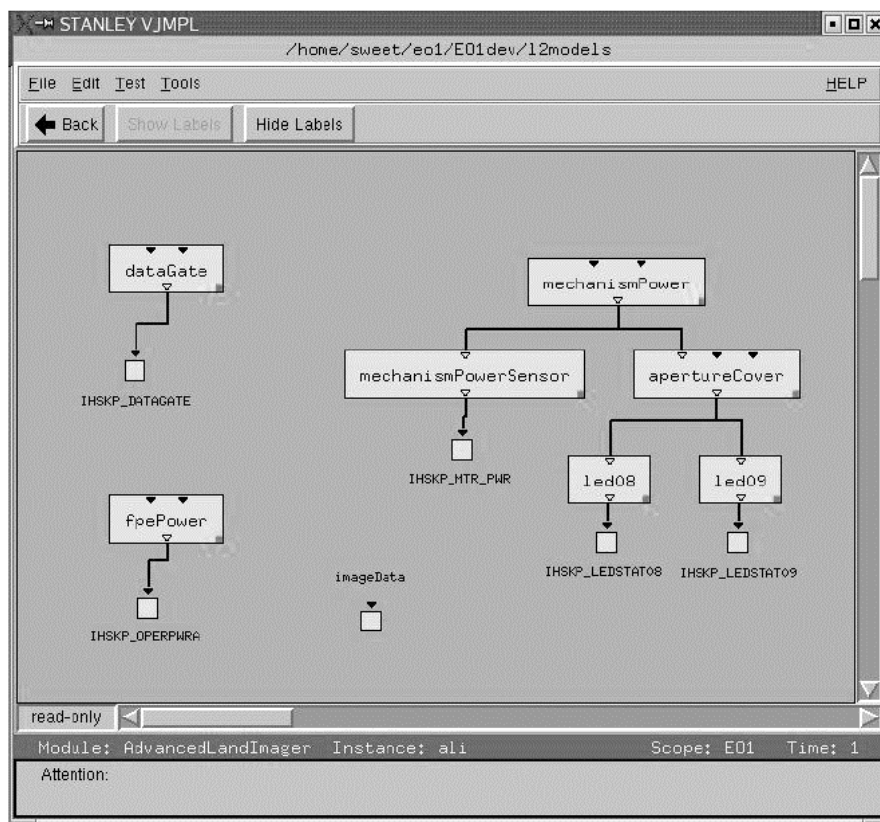 STANLEY VJMPL
/home/sweet/eo1/EO1dev/l2models
File Edit Test Tools HELP
Back Show Labels Hide Labels
dataGate
mechanismPower
mechanismPowerSensor apertureCover
IHSKP_DATAGATE
IHSKP_MTR_PWR
led08 led09
fpePower
IHSKP_LEDSTAT08 IHSKP_LEDSTAT09
imageData
IHSKP_OPERPWRA
read-only
Module: AdvancedLandImager Instance: ali Scope: EO1 Time: 1
Attention: